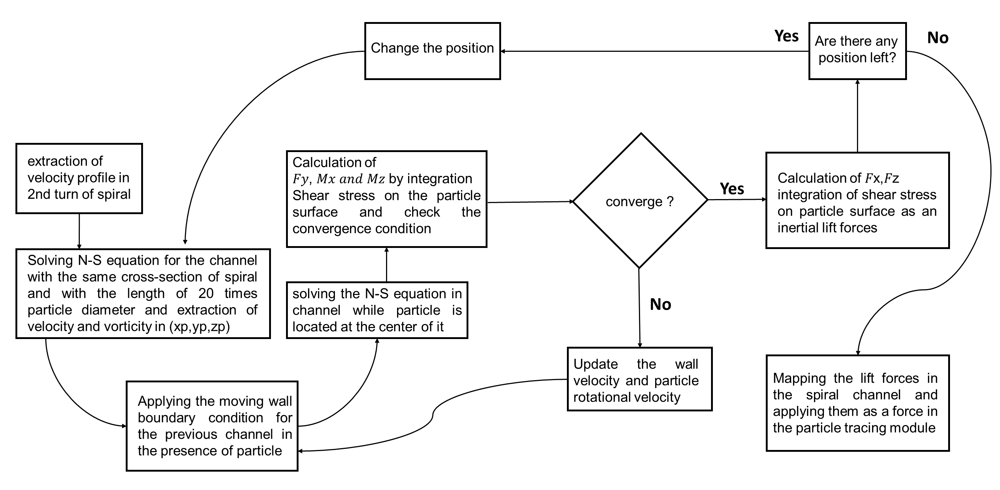 Change the position
Yes
Are there any
position left?
No
extraction of
velocity profile in
2nd turn of spiral
Calculation of
Fy, Mx and Mz by integration
Shear stress on the particle
surface and check the
convergence condition
converge ?
Yes
Calculation of Fx,Fz
integration of shear stress
on particle surface as an
inertial lift forces
Solving N-S equation for the channel
with the same cross-section of spiral
and with the length of 20 times
particle diameter and extraction of
velocity and vorticity in (xp,yp,zp)
solving the N-S equation in
channel while particle is
located at the center of it
No
Update the wall
velocity and particle
rotational velocity
Applying the moving wall
boundary condition for
the previous channel in
the presence of particle
Mapping the lift forces in
the spiral channel and
applying them as a force in
the particle tracing module